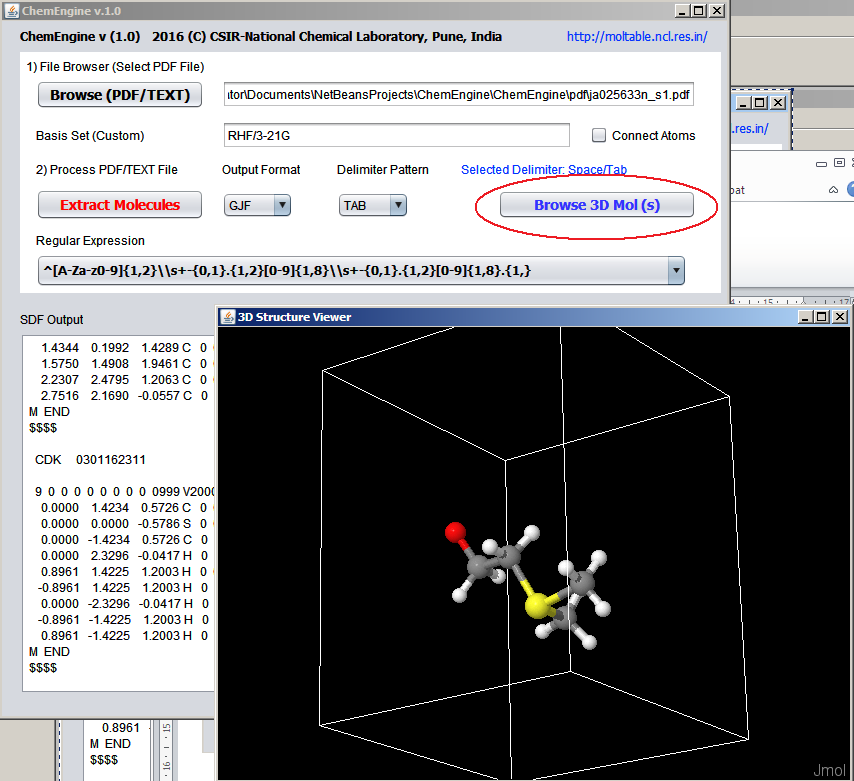 ChemEngine v.1.0
ChemEngine v (1.0) 2016 (C) CSIR-National Chemical Laboratory, Pune, India http://moltable.ncl.res.in/
1) File Browser (Select PDF File)
Browse (PDF/TEXT) \Documents\NetBeansProjects\ChemEngine\ChemEngine\pdf\ja025633n_s1.pdf
.res.in/
Basis Set (Custom) RHF/3-21G Connect Atoms
2) Process PDF/TEXT File Output Format Delimiter Pattern Selected Delimiter: Space/Tab
Extract Molecules GJF TAB Browse 3D Mol (s)
Regular Expression
^[A-Za-z0-9]{1,2}\\s+-{0,1}.{1,2}[0-9]{1,8}\\s+-{0,1}.{1,2}[0-9]{1,8}.{1,}
15 17
SDF Output
3D Structure Viewer
1.4344 0.1992 1.4289 C 0
1.5750 1.4908 1.9461 C 0
2.2307 2.4795 1.2063 C 0
2.7516 2.1690 -0.0557 C 0
M END
$$$$
CDK 0301162311
9 0 0 0 0 0 0 0 0 0999 V2000
0.0000 1.4234 0.5726 C 0
0.0000 0.0000 -0.5786 S 0
0.0000 -1.4234 0.5726 C 0
0.0000 2.3296 -0.0417 H 0
0.8961 1.4225 1.2003 H 0
-0.8961 1.4225 1.2003 H 0
0.0000 -2.3296 -0.0417 H 0
-0.8961 -1.4225 1.2003 H 0
0.8961 -1.4225 1.2003 H 0
M END
$$$$
0.8961
M END
$$$$
15
16
Jmol